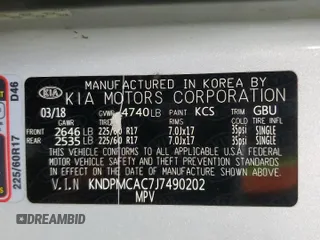 MANUFACTURED IN KOREA BY
KIA KIA MOTORS CORPORATION
03/18 GVWR 4740LB PAINT KCS TRIM GBU
GAWR TIRES RIMS COLD
FRONT 2646 LB 225/60 R17 7.0Jx17 35psi SINGLE
REAR 2535 LB 225/60 R17 7.0Jx17 35psi SINGLE
THIS VEHICLE CONFORMS TO ALL APPLICABLE
FEDERAL MOTOR VEHICLE SAFETY AND THEFT
PREVENTION STANDARDS IN EFFECT ON THE DATE
OF MANUFACTURE SHOWN ABOVE.
V.I.N KNDPMCAC7J7490202
MPV
225/60R17 D46
DREAMBID